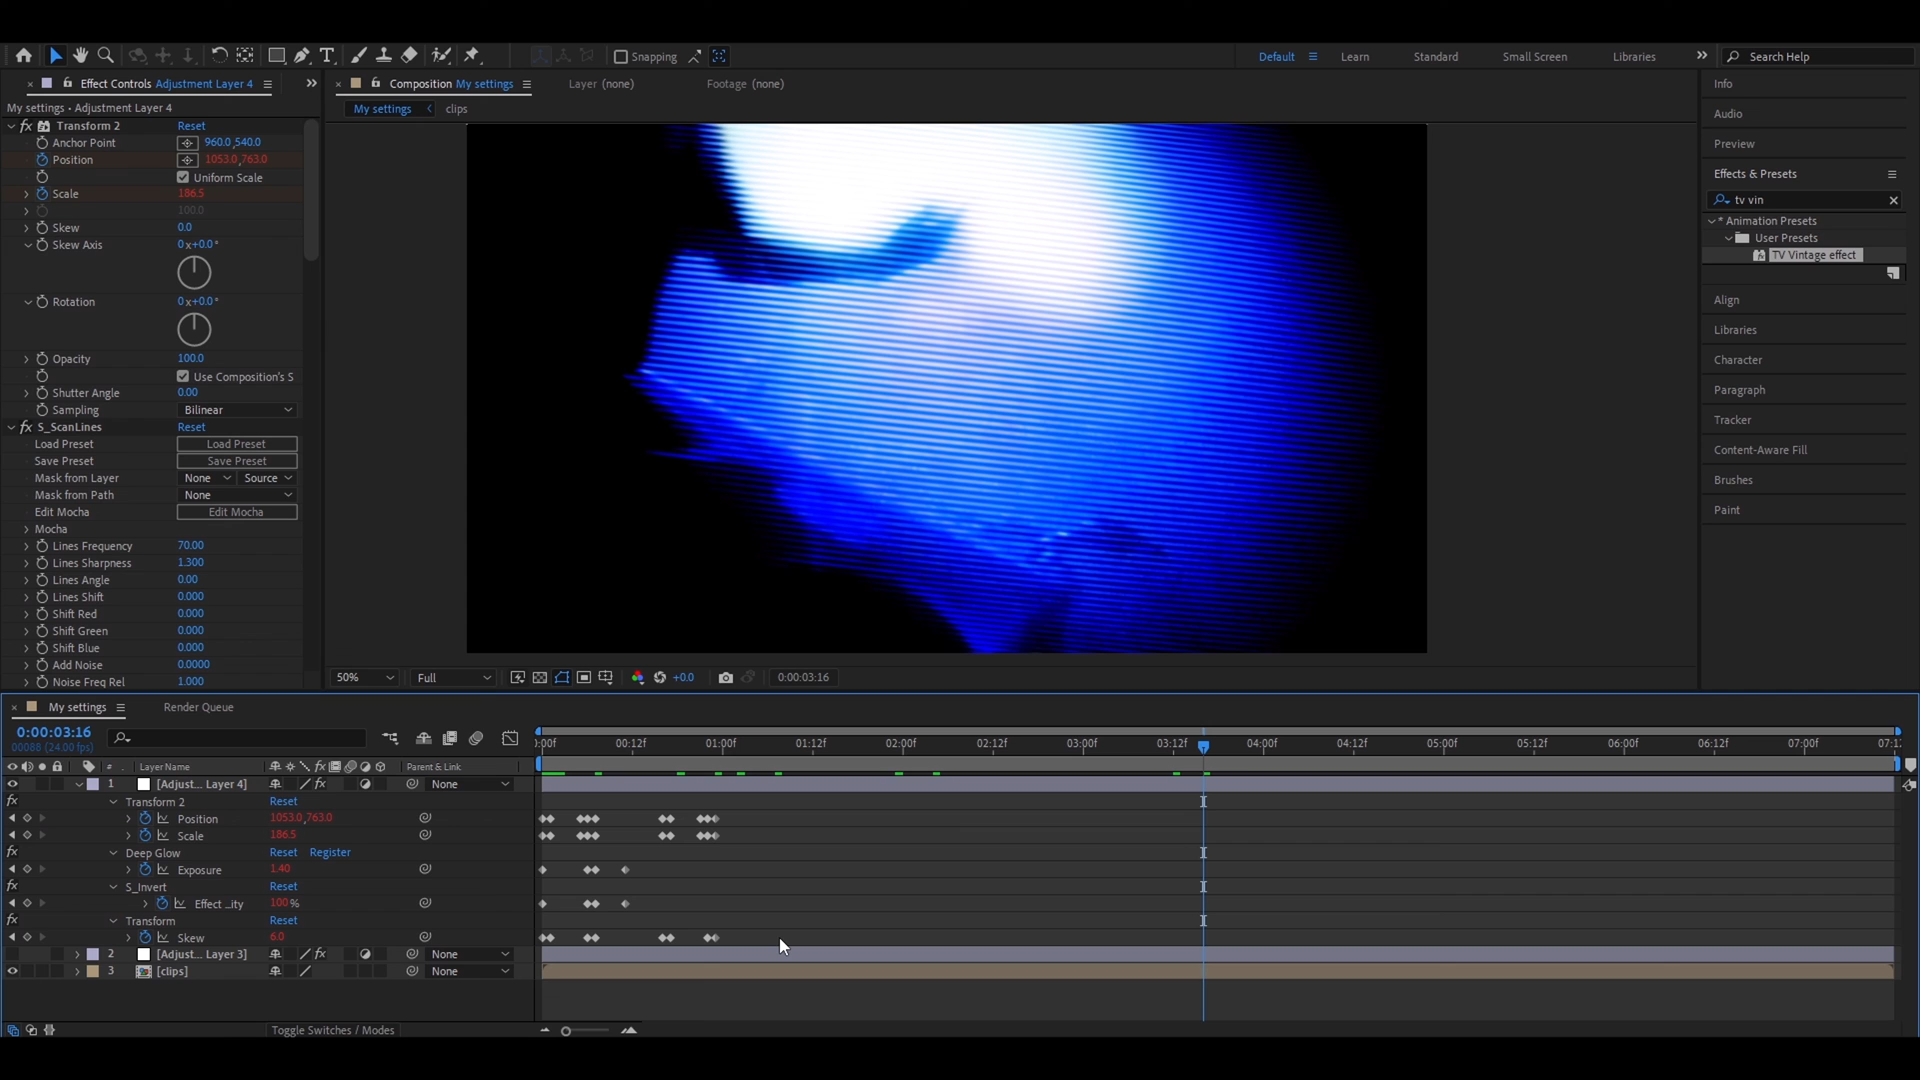 Snapping
Default
Learn
Standard
Small Screen
Libraries
Search Help
Effect Controls Adjustment Layer 4
My settings • Adjustment Layer 4
Transform 2 Reset
Anchor Point 960.0,540.0
Position 1053.0,763.0
Uniform Scale
Scale 186.5
100.0
Skew 0.0
Skew Axis 0x+0.0°
Rotation 0x+0.0°
Opacity 100.0
Use Composition's S
Shutter Angle 0.00
Sampling Bilinear
S_ScanLines Reset
Load Preset Load Preset
Save Preset Save Preset
Mask from Layer None Source
Mask from Path None
Edit Mocha Edit Mocha
Mocha
Lines Frequency 70.00
Lines Sharpness 1.300
Lines Angle 0.00
Lines Shift 0.000
Shift Red 0.000
Shift Green 0.000
Shift Blue 0.000
Add Noise 0.0000
Noise Freq Rel 1.000
Composition My settings
Layer (none)
Footage (none)
My settings
clips
50%
Full
+0.0
0:00:03:16
Info
Audio
Preview
Effects & Presets
tv vin
* Animation Presets
User Presets
TV Vintage effect
Align
Libraries
Character
Paragraph
Tracker
Content-Aware Fill
Brushes
Paint
My settings
Render Queue
0:00:03:16
00088 (24.00 fps)
# Layer Name
fx
Parent & Link
:00f 00:12f 01:00f 01:12f 02:00f 02:12f 03:00f 03:12f 04:00f 04:12f 05:00f 05:12f 06:00f 06:12f 07:00f 07:1
1 [Adjust... Layer 4] fx None
fx Transform 2 Reset
Position 1053.0,763.0
Scale 186.5
fx Deep Glow Reset Register
Exposure 1.40
fx S_Invert Reset
Effect ...ity 100%
fx Transform Reset
Skew 6.0
2 [Adjust... Layer 3] fx None
3 [clips] None
Toggle Switches / Modes